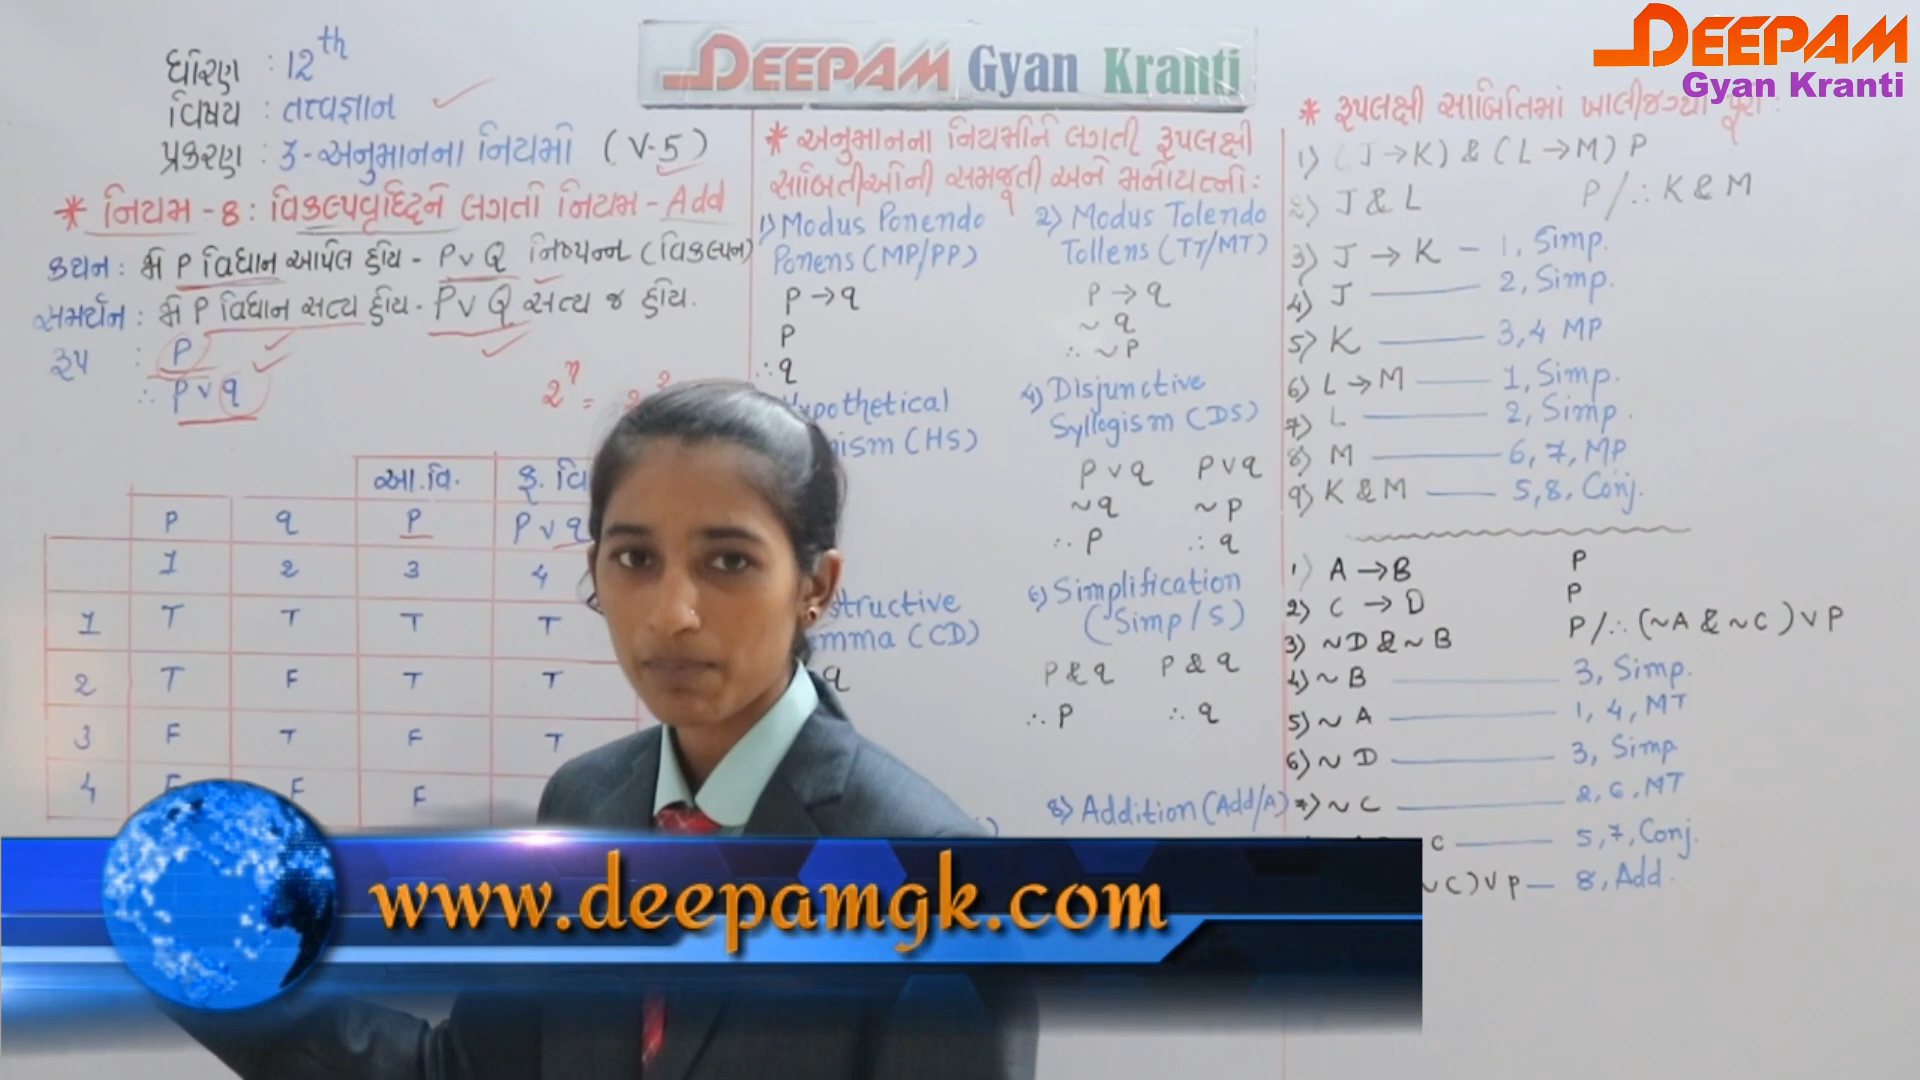 DEEPAM Gyan Kranti
DEEPAM
Gyan Kranti
ધોરણ : 12th
વિષય : તત્વજ્ઞાન
પ્રકરણ : 3-અનુમાનના નિયમો (V-5)
* નિયમ - 8 : વિકલ્પવૃદ્ધિને લગતો નિયમ - Add
કથન : જો P વિધાન આપેલ હોય - P v Q નિષ્પન્ન (વિકલ્પન)
સમર્થન : જો P વિધાન સત્ય હોય - P v Q સત્ય જ હોય.
રૂપ : P
∴ P v q
2ⁿ = 2²
આ.વિ.
P q P P v q
1 2 3 4
1 T T T T
2 T F T T
3 F T F T
4 F F F
* અનુમાનના નિયમોને લગતી રૂપલક્ષી
સાબિતીઓની સમજૂતી અને
1) Modus Ponendo
Ponens (MP/PP)
P → q
P
∴ q
2) Modus Tolendo
Tollens (TT/MT)
P → q
~ q
∴ ~ P
4) Disjunctive
Syllogism (DS)
P v q P v q
~ q ~ P
∴ P ∴ q
(HS)
(CD)
q
6) Simplification
(Simp/S)
P & q P & q
∴ P ∴ q
8) Addition (Add/A)
* રૂપલક્ષી સાબિતિમાં
1) (J → K) & (L → M) P
2) J & L P / ∴ K & M
3) J → K - 1, Simp.
4) J — 2, Simp.
5) K — 3,4 MP
6) L → M — 1, Simp.
7) L — 2, Simp.
8) M — 6, 7, MP
9) K & M — 5,8, Conj.
1) A → B P
2) C → D P
3) ~D & ~B P / ∴ (~A & ~C) v P
4) ~ B — 3, Simp.
5) ~ A — 1, 4, MT
6) ~ D — 3, Simp
7) ~ C — 2, 6, MT
C — 5, 7, Conj.
~ C) v P — 8, Add.
www.deepamgk.com